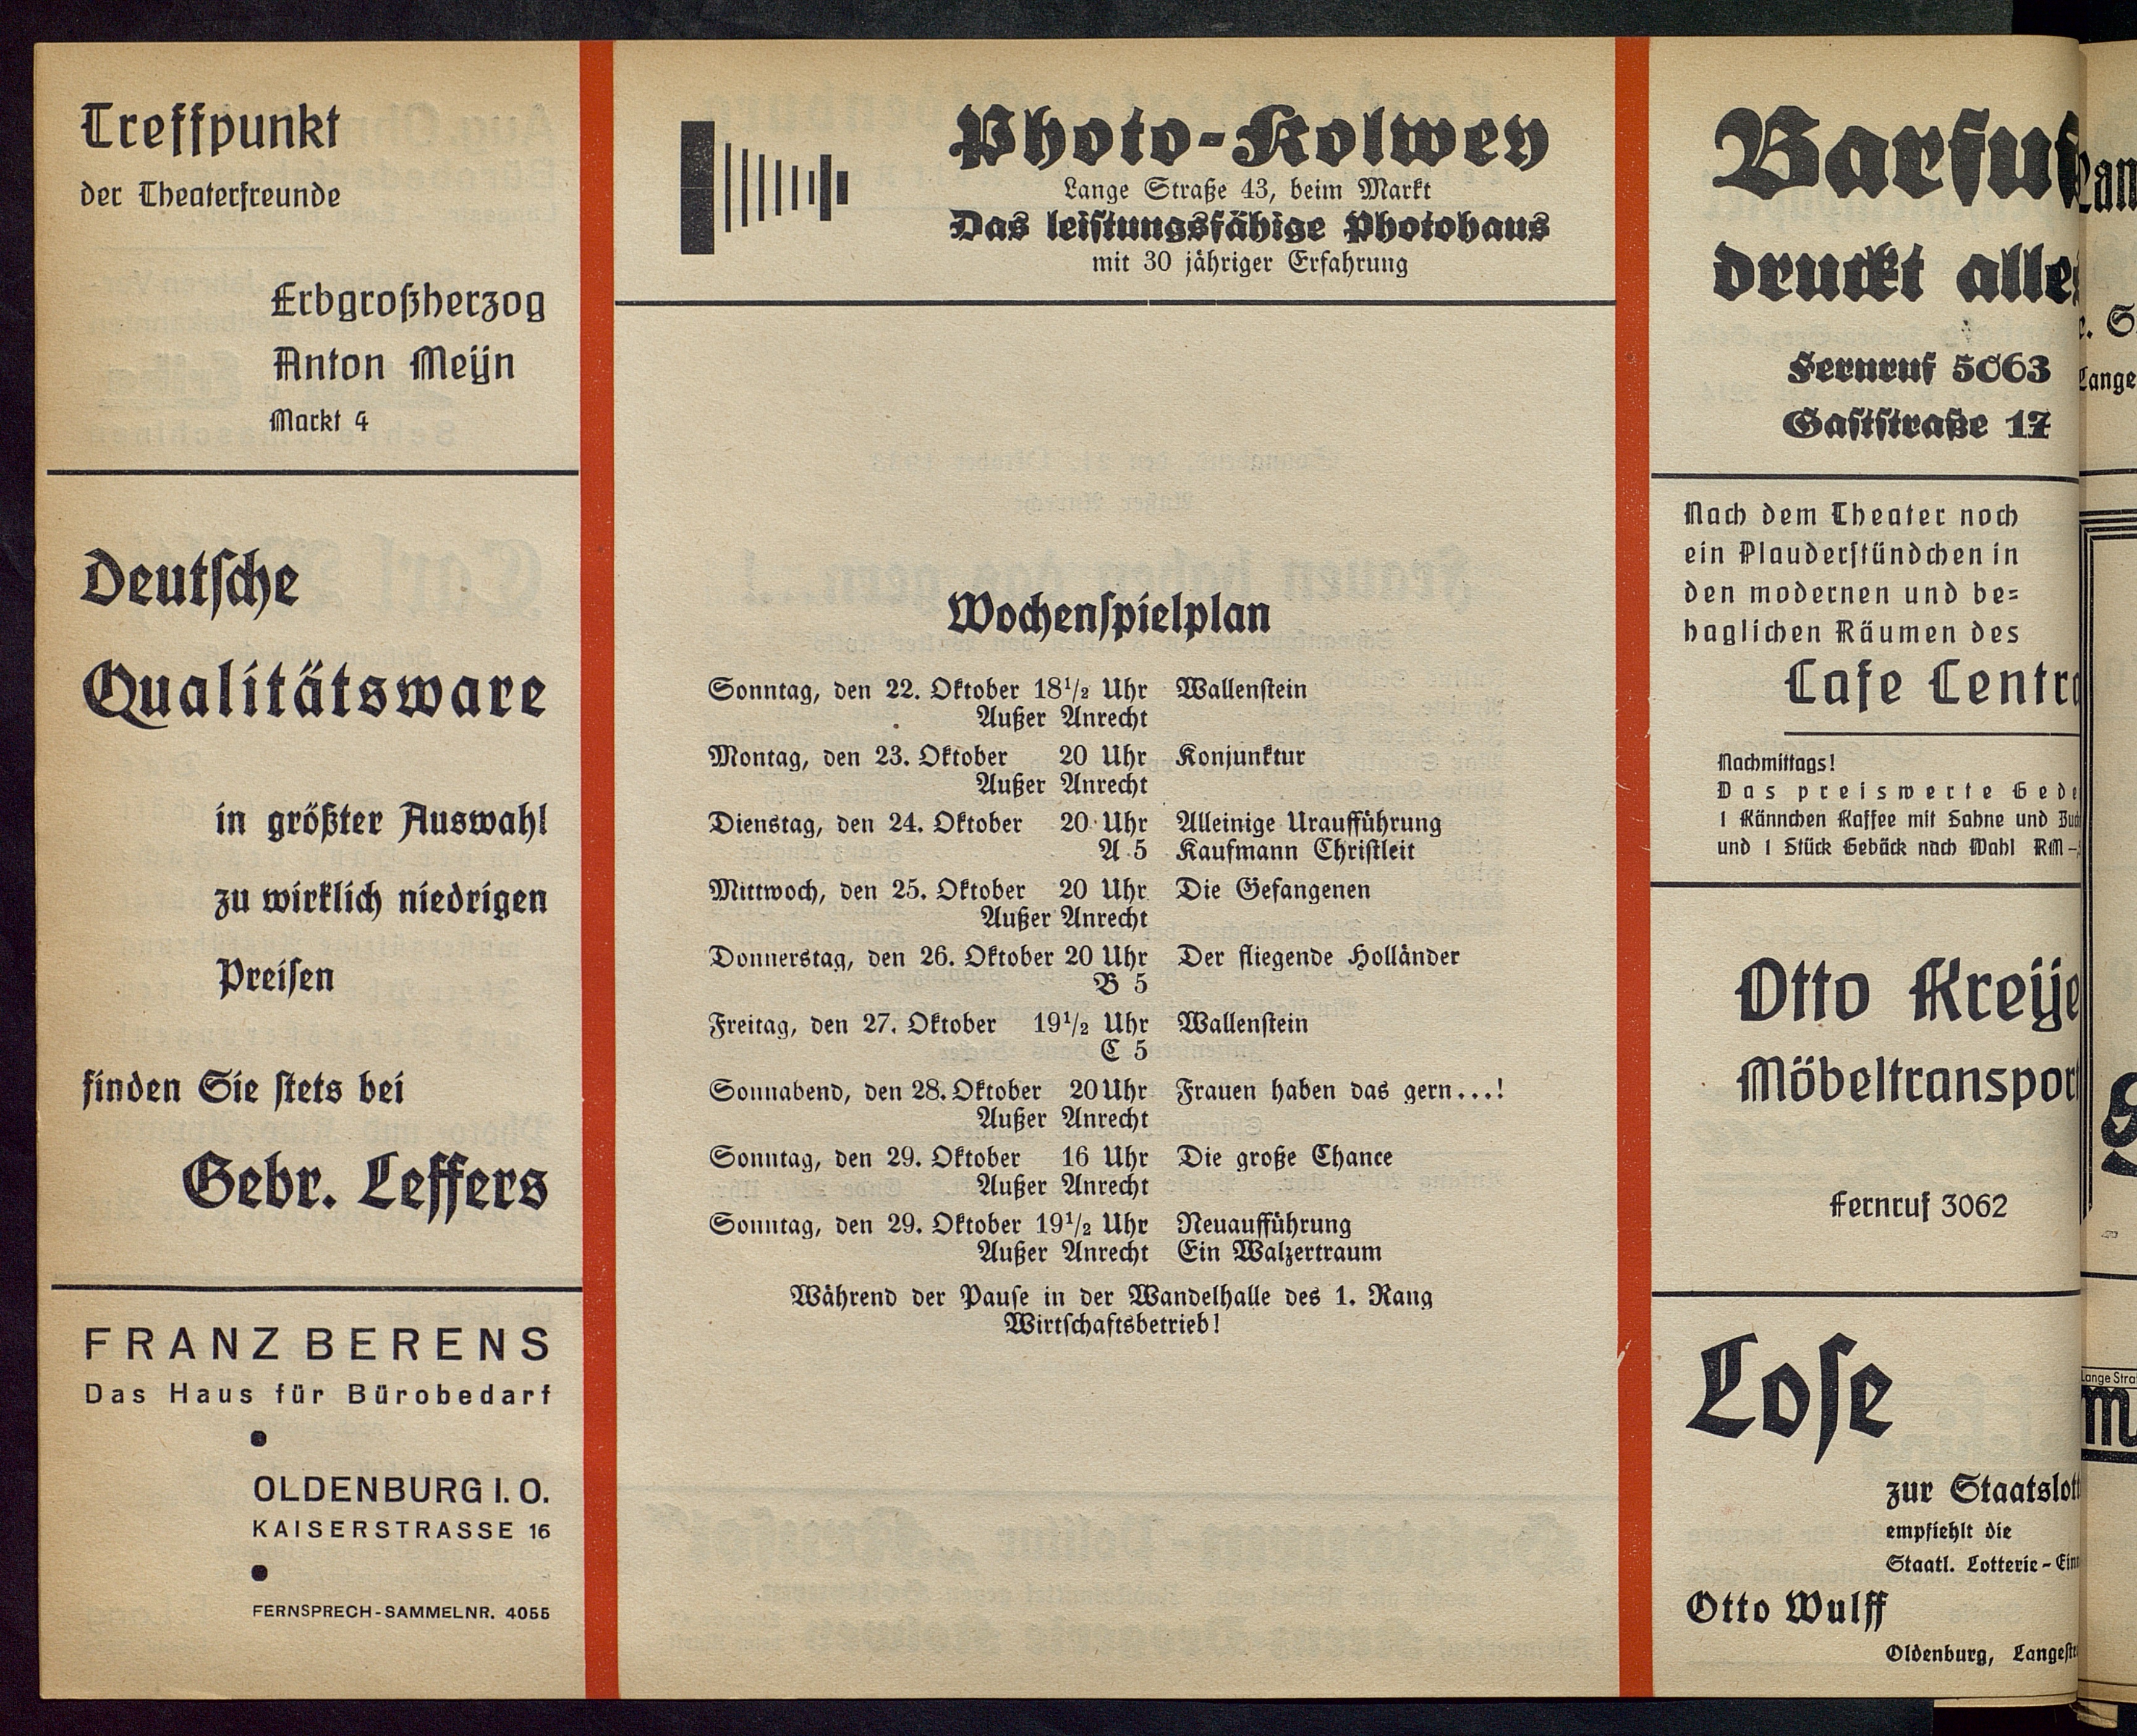 Treffpunkt
der Theaterfreunde
Erbgroßherzog
Anton Meijn
Markt 4
Deutsche
Qualitätsware
in größter Auswahl
zu wirklich niedrigen
Preisen
finden Sie stets bei
Gebr. Leffers
FRANZ BERENS
Das Haus für Bürobedarf
OLDENBURG I. O.
KAISERSTRASSE 16
FERNSPRECH-SAMMELNR. 4055
Photo-Kolwey
Lange Straße 43, beim Markt
Das leistungsfähige Photohaus
mit 30 jähriger Erfahrung
Wochenspielplan
Sonntag, den 22. Oktober 18½ Uhr Wallenstein
Außer Anrecht
Montag, den 23. Oktober 20 Uhr Konjunktur
Außer Anrecht
Dienstag, den 24. Oktober 20 Uhr Alleinige Uraufführung
A 5 Kaufmann Christleit
Mittwoch, den 25. Oktober 20 Uhr Die Gefangenen
Außer Anrecht
Donnerstag, den 26. Oktober 20 Uhr Der fliegende Holländer
B 5
Freitag, den 27. Oktober 19½ Uhr Wallenstein
C 5
Sonnabend, den 28. Oktober 20 Uhr Frauen haben das gern...!
Außer Anrecht
Sonntag, den 29. Oktober 16 Uhr Die große Chance
Außer Anrecht
Sonntag, den 29. Oktober 19½ Uhr Neuaufführung
Außer Anrecht Ein Walzertraum
Während der Pause in der Wandelhalle des 1. Rang
Wirtschaftsbetrieb!
druckt alles
Fernruf 5063
Gaststraße 17
Nach dem Theater noch
ein Plauderstündchen in
den modernen und be=
haglichen Räumen des
Cafe
Nachmittags!
Das preiswerte
1 Kännchen Kaffee mit Sahne und
und 1 Stück Gebäck nach Wahl RM
Otto
Fernruf 3062
Lose
zur
empfiehlt die
Staatl. Lotterie-
Otto Wulff
Oldenburg,